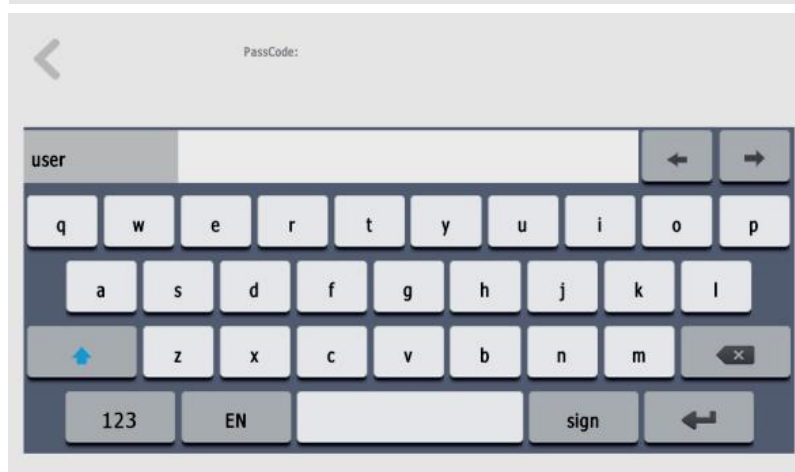 PassCode:
user
q w e r t y u i o p
a s d f g h j k l
z x c v b n m
123 EN sign